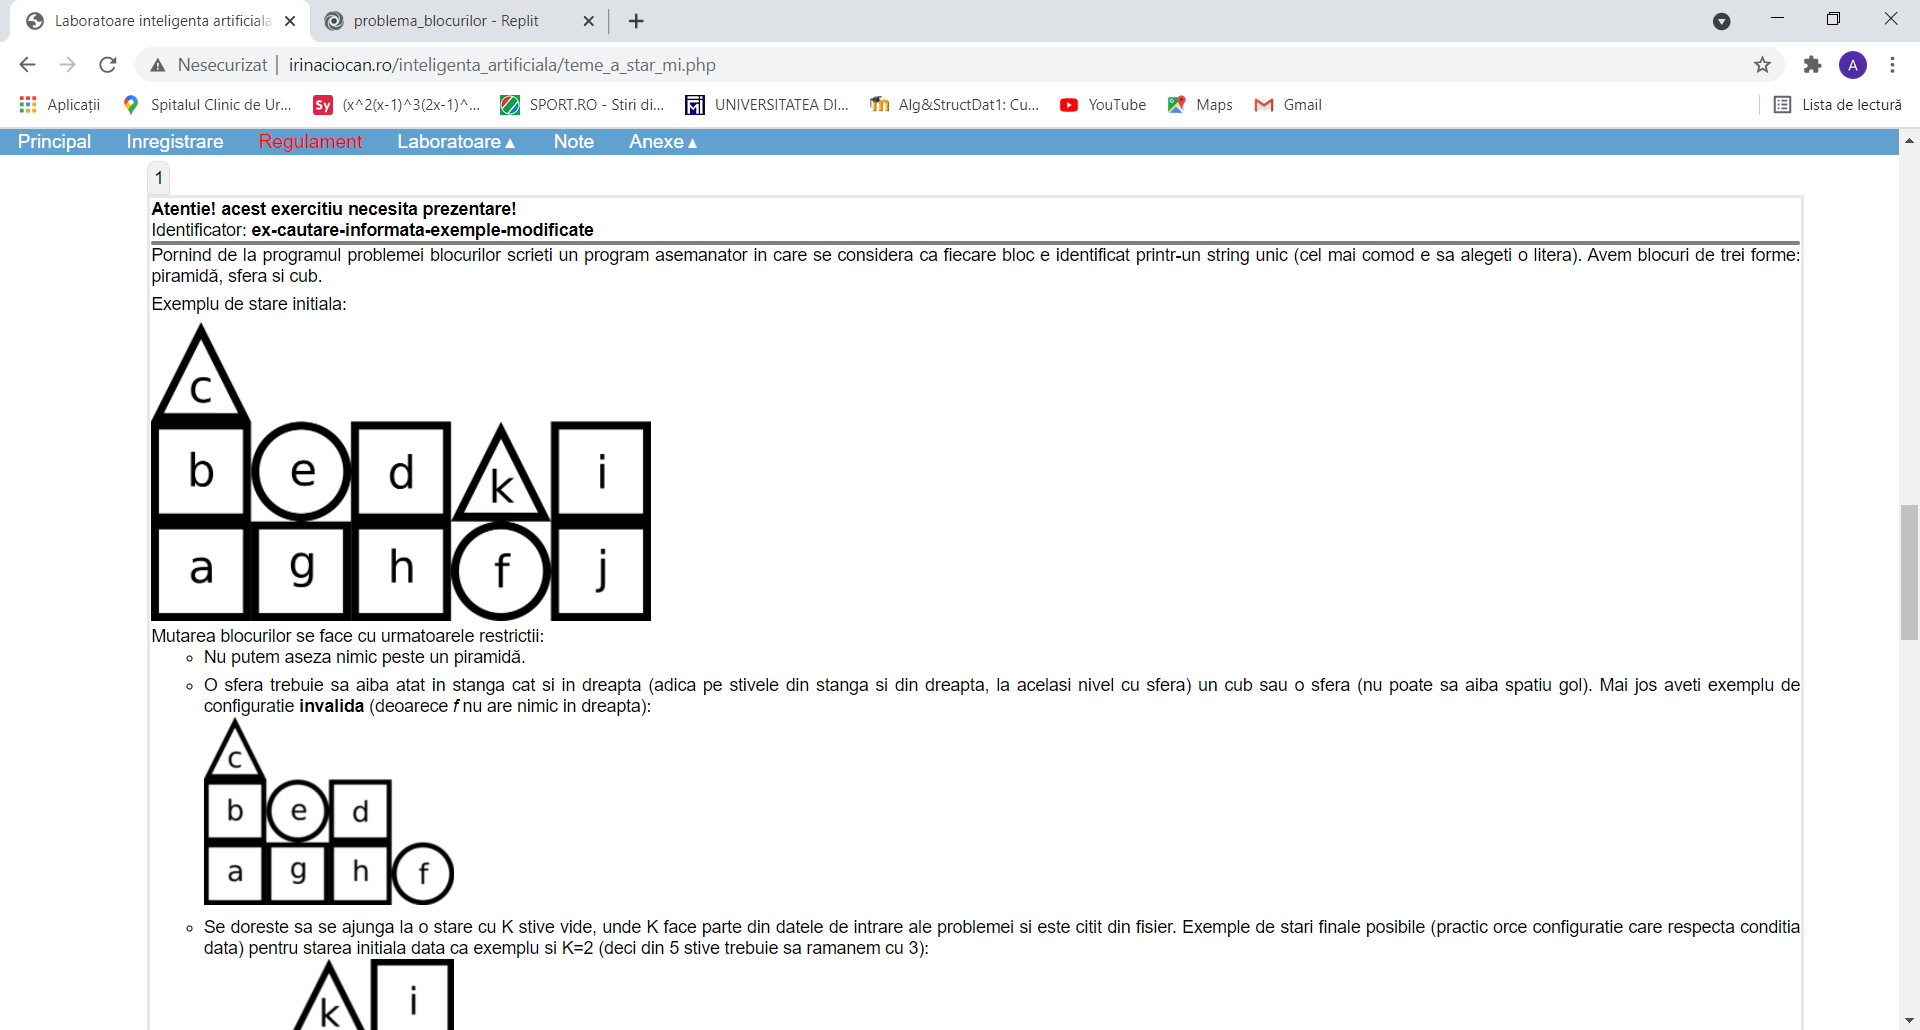 Laboratoare inteligenta artificiala
problema_blocurilor - Replit
Nesecurizat
irinaciocan.ro/inteligenta_artificiala/teme_a_star_mi.php
A
Aplicații
Spitalul Clinic de Ur...
Sy
(x^2(x-1)^3(2x-1)^...
SPORT.RO - Stiri di...
UNIVERSITATEA DI...
Alg&StructDat1: Cu...
YouTube
Maps
Gmail
Lista de lectură
Principal
Inregistrare
Regulament
Laboratoare▲
Note
Anexe▲
1
Atentie! acest exercitiu necesita prezentare!
Identificator: ex-cautare-informata-exemple-modificate
Pornind de la programul problemei blocurilor scrieti un program asemanator in care se considera ca fiecare bloc e identificat printr-un string unic (cel mai comod e sa alegeti o litera). Avem blocuri de trei forme:
piramidă, sfera si cub.
Exemplu de stare initiala:
c
b e d k i
a g h f j
Mutarea blocurilor se face cu urmatoarele restrictii:
Nu putem aseza nimic peste un piramidă.
O sfera trebuie sa aiba atat in stanga cat si in dreapta (adica pe stivele din stanga si din dreapta, la acelasi nivel cu sfera) un cub sau o sfera (nu poate sa aiba spatiu gol). Mai jos aveti exemplu de
configuratie invalida (deoarece f nu are nimic in dreapta):
c
b e d
a g h f
Se doreste sa se ajunga la o stare cu K stive vide, unde K face parte din datele de intrare ale problemei si este citit din fisier. Exemple de stari finale posibile (practic orce configuratie care respecta conditia
data) pentru starea initiala data ca exemplu si K=2 (deci din 5 stive trebuie sa ramanem cu 3):
k i